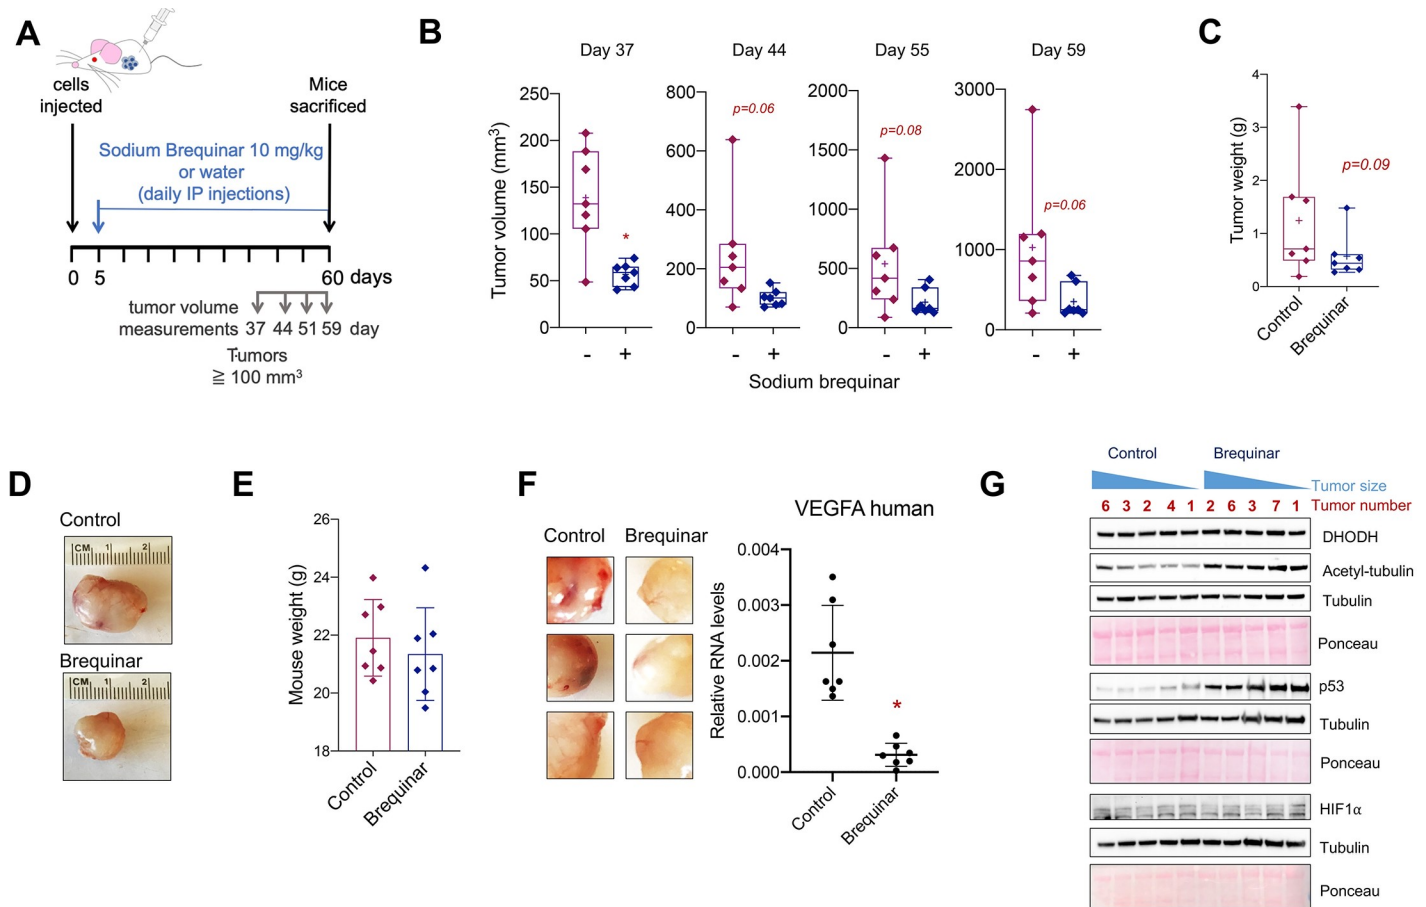 A
cells
injected
Mice
sacrificed
Sodium Brequinar 10 mg/kg
or water
(daily IP injections)
0 5 60 days
tumor volume
measurements 37 44 51 59 day
Tumors
≧ 100 mm³
B
Day 37 Day 44 Day 55 Day 59
Tumor volume (mm³)
250
200
150
100
50
0
*
- +
800
600
400
200
0
p=0.06
- +
2000
1500
1000
500
0
p=0.08
- +
3000
2000
1000
0
p=0.06
- +
Sodium brequinar
C
Tumor weight (g)
4
3
2
1
0
p=0.09
Control
Brequinar
D
Control
CM 1 2
Brequinar
CM 1 2
E
Mouse weight (g)
26
24
22
20
18
Control
Brequinar
F
Control Brequinar
VEGFA human
Relative RNA levels
0.004
0.003
0.002
0.001
0.000
*
Control
Brequinar
G
Control Brequinar
Tumor size
6 3 2 4 1 2 6 3 7 1 Tumor number
DHODH
Acetyl-tubulin
Tubulin
Ponceau
p53
Tubulin
Ponceau
HIF1α
Tubulin
Ponceau